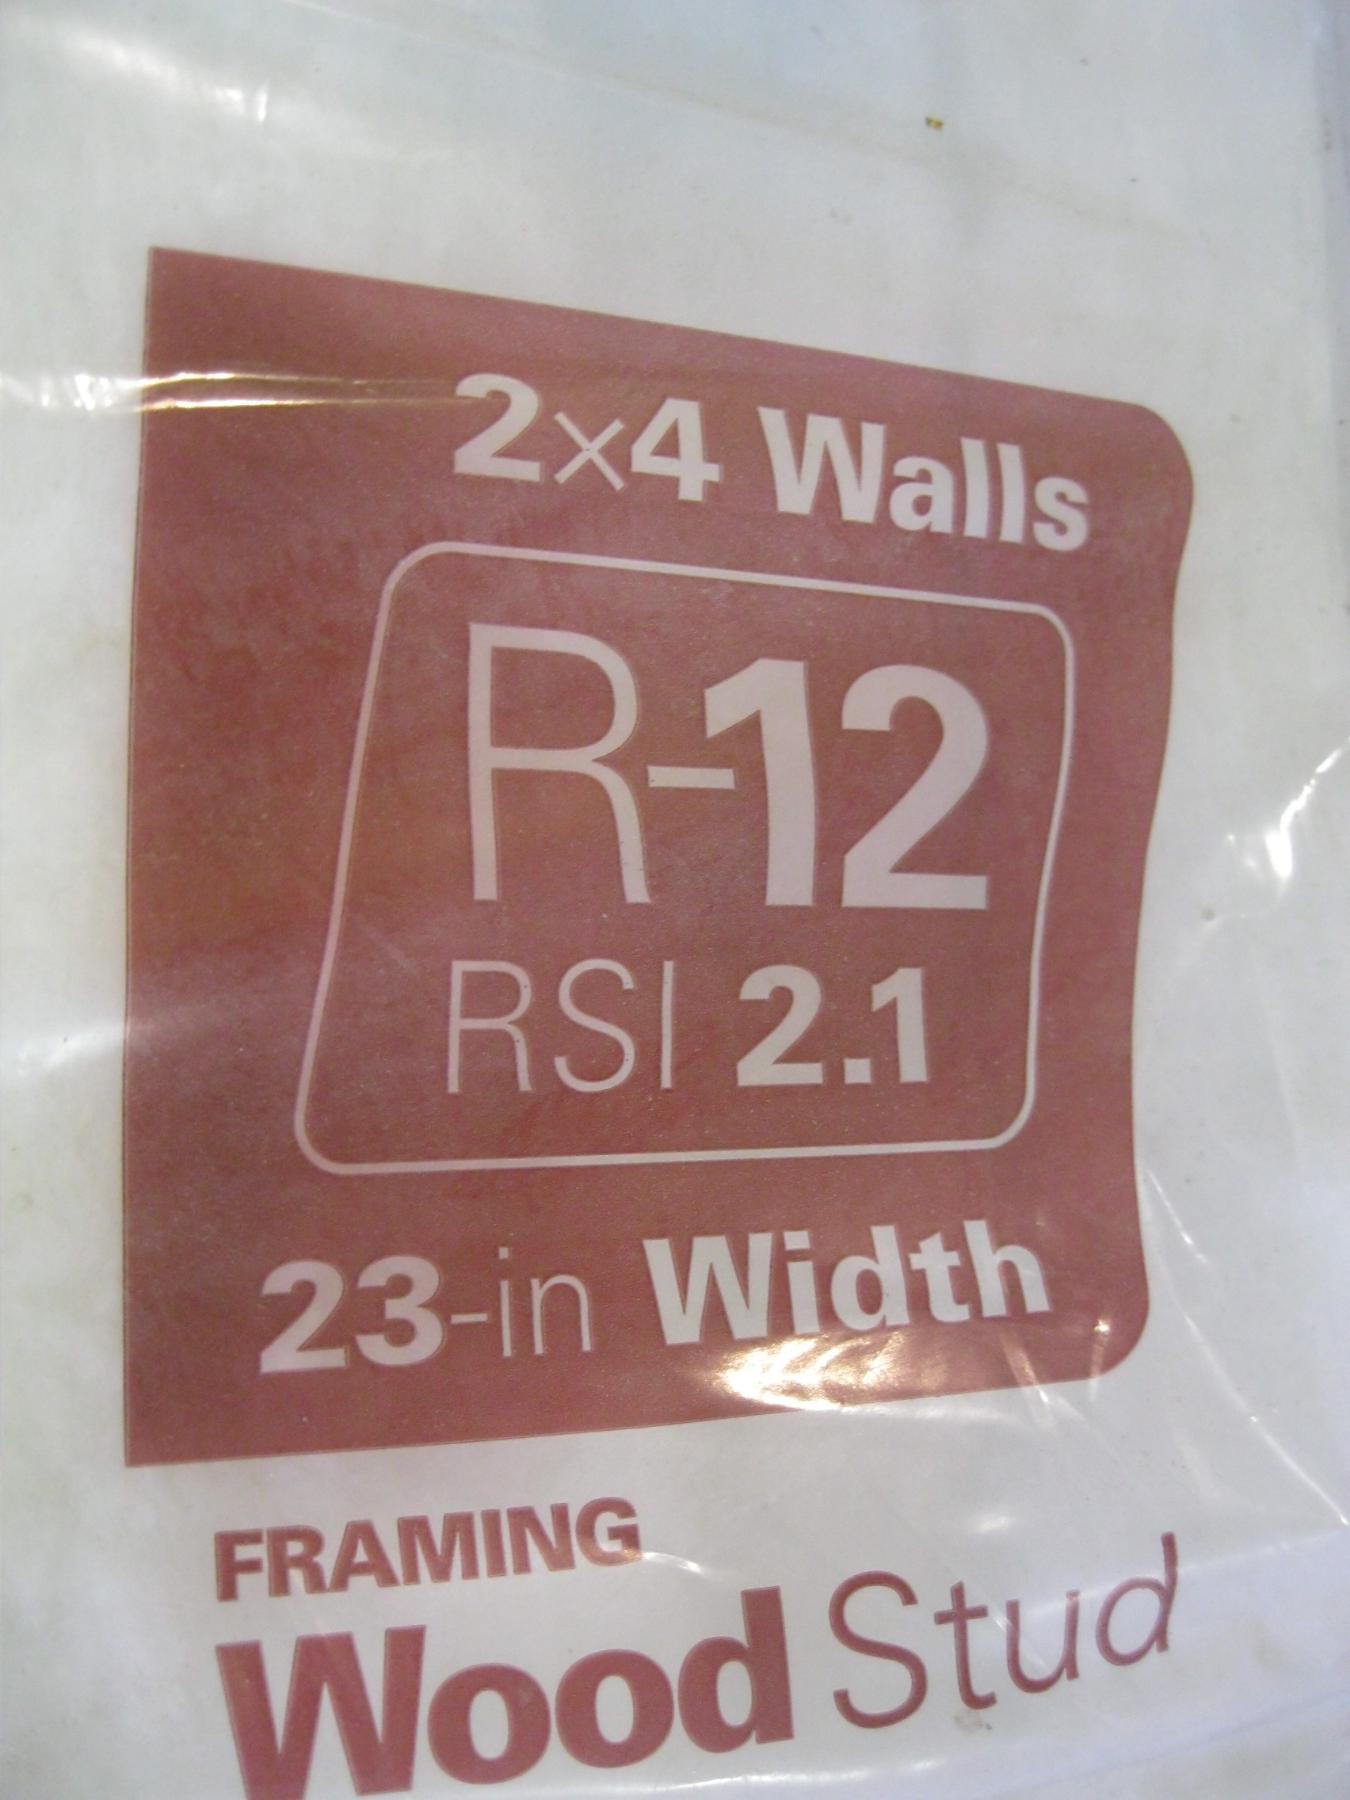 2×4 Walls
R-12
RSI 2.1
23-in Width
FRAMING
Wood Stud